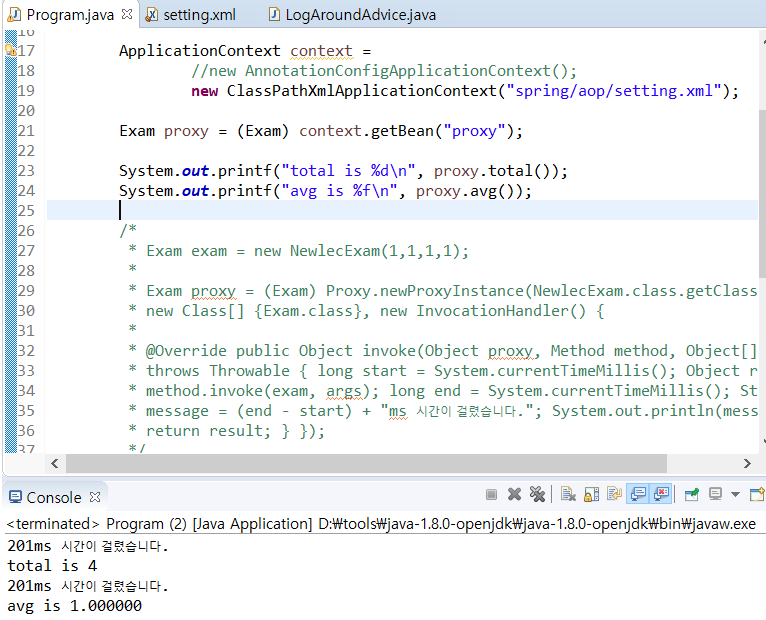 Program.java setting.xml LogAroundAdvice.java
16
17 ApplicationContext context =
18 //new AnnotationConfigApplicationContext();
19 new ClassPathXmlApplicationContext("spring/aop/setting.xml");
20
21 Exam proxy = (Exam) context.getBean("proxy");
22
23 System.out.printf("total is %d\n", proxy.total());
24 System.out.printf("avg is %f\n", proxy.avg());
25
26 /*
27 * Exam exam = new NewlecExam(1,1,1,1);
28 *
29 * Exam proxy = (Exam) Proxy.newProxyInstance(NewlecExam.class.getClass
30 * new Class[] {Exam.class}, new InvocationHandler() {
31 *
32 * @Override public Object invoke(Object proxy, Method method, Object[]
33 * throws Throwable { long start = System.currentTimeMillis(); Object r
34 * method.invoke(exam, args); long end = System.currentTimeMillis(); St
35 * message = (end - start) + "ms 시간이 걸렸습니다."; System.out.println(mess
36 * return result; } });
37 */
Console
<terminated> Program (2) [Java Application] D:₩tools₩java-1.8.0-openjdk₩java-1.8.0-openjdk₩bin₩javaw.exe
201ms 시간이 걸렸습니다.
total is 4
201ms 시간이 걸렸습니다.
avg is 1.000000